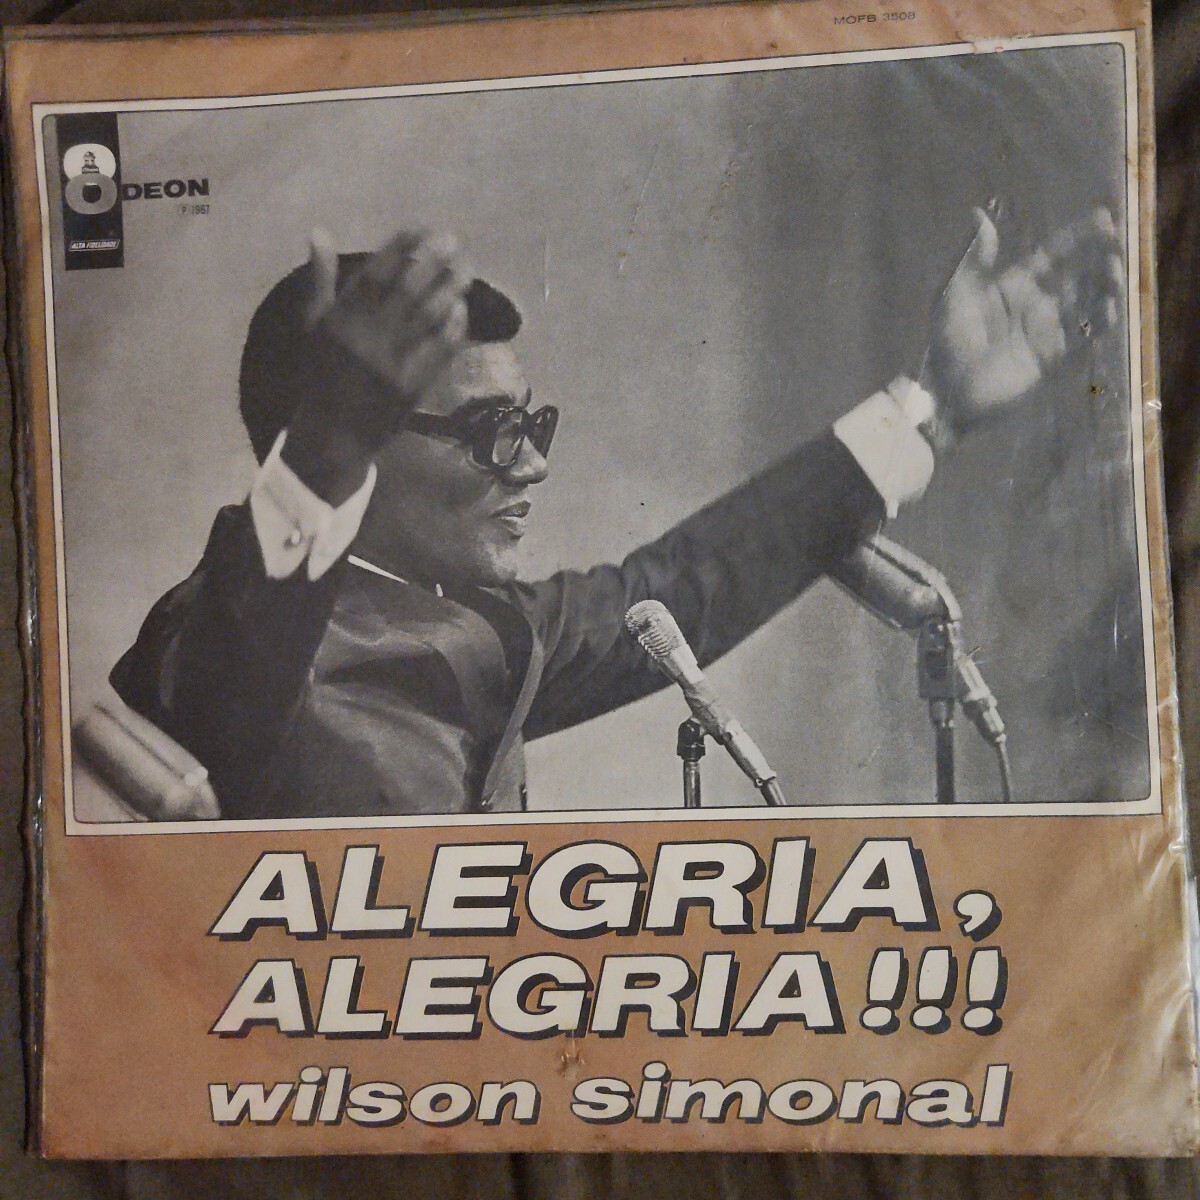 MOFB 3508
ODEON
℗ 1967
ALTA FIDELIDADE
ALEGRIA,
ALEGRIA!!!
wilson simonal